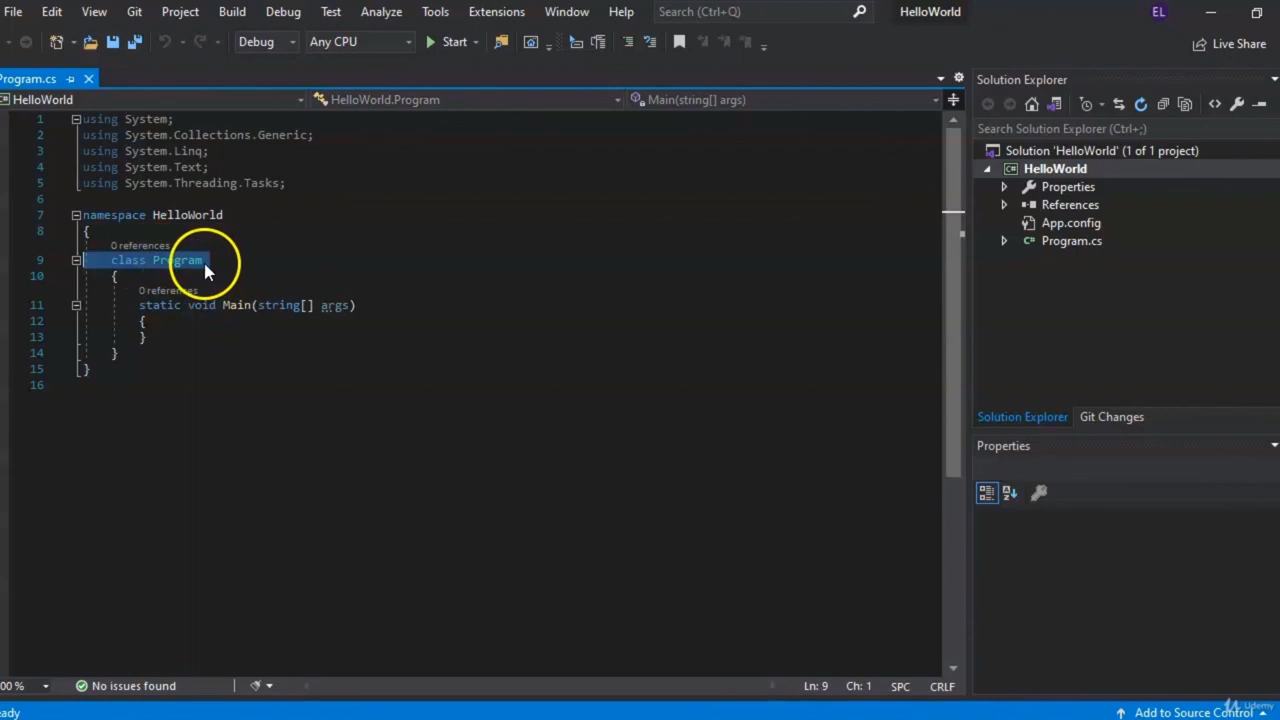 File Edit View Git Project Build Debug Test Analyze Tools Extensions Window Help Search (Ctrl+Q) HelloWorld EL
Debug Any CPU Start Live Share
Program.cs
HelloWorld HelloWorld.Program Main(string[] args)
1 using System;
2 using System.Collections.Generic;
3 using System.Linq;
4 using System.Text;
5 using System.Threading.Tasks;
6
7 namespace HelloWorld
8 {
0 references
9 class Program
10 {
0 references
11 static void Main(string[] args)
12 {
13 }
14 }
15 }
16
00 % No issues found Ln: 9 Ch: 1 SPC CRLF
Solution Explorer
Search Solution Explorer (Ctrl+;)
Solution 'HelloWorld' (1 of 1 project)
HelloWorld
Properties
References
App.config
Program.cs
Solution Explorer Git Changes
Properties
eady Add to Source Control
Udemy